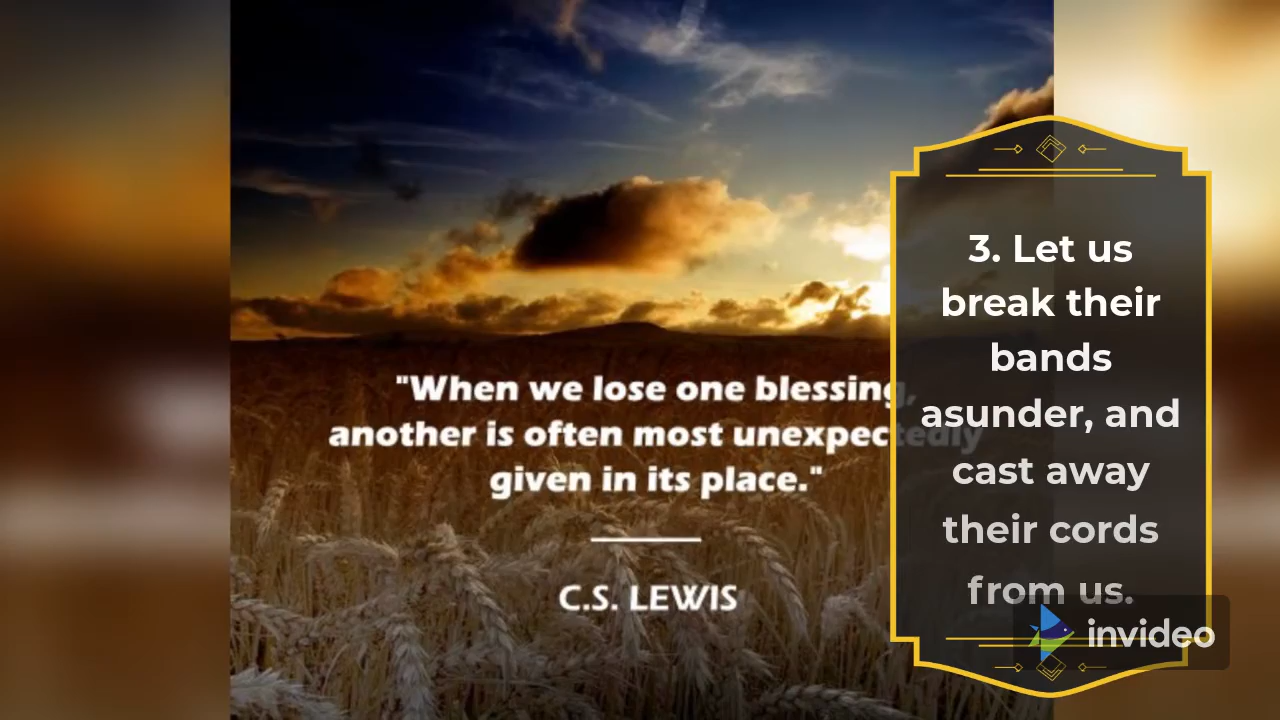 "When we lose one blessing,
another is often most unexpectedly
given in its place."
C.S. LEWIS
3. Let us
break their
bands
asunder, and
cast away
their cords
from us.
invideo